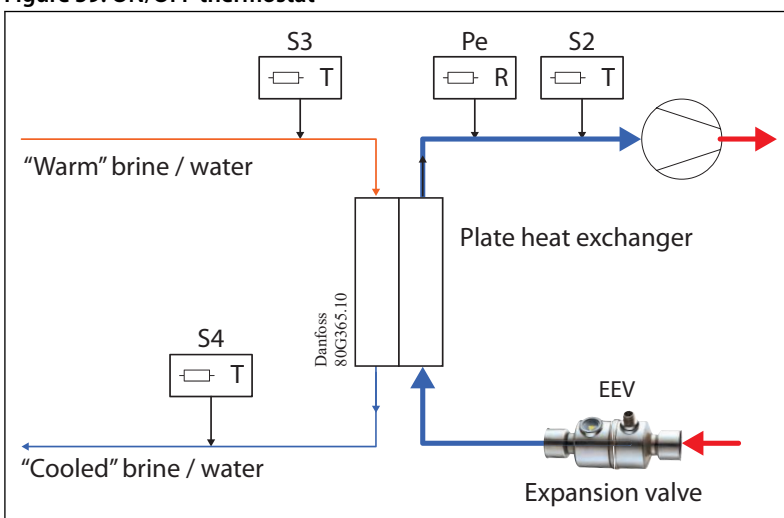 Figure 39: ON/OFF thermostat
S3
Pe
S2
T
R
T
“Warm” brine / water
Plate heat exchanger
Danfoss
80G365.10
S4
T
EEV
“Cooled” brine / water
Expansion valve